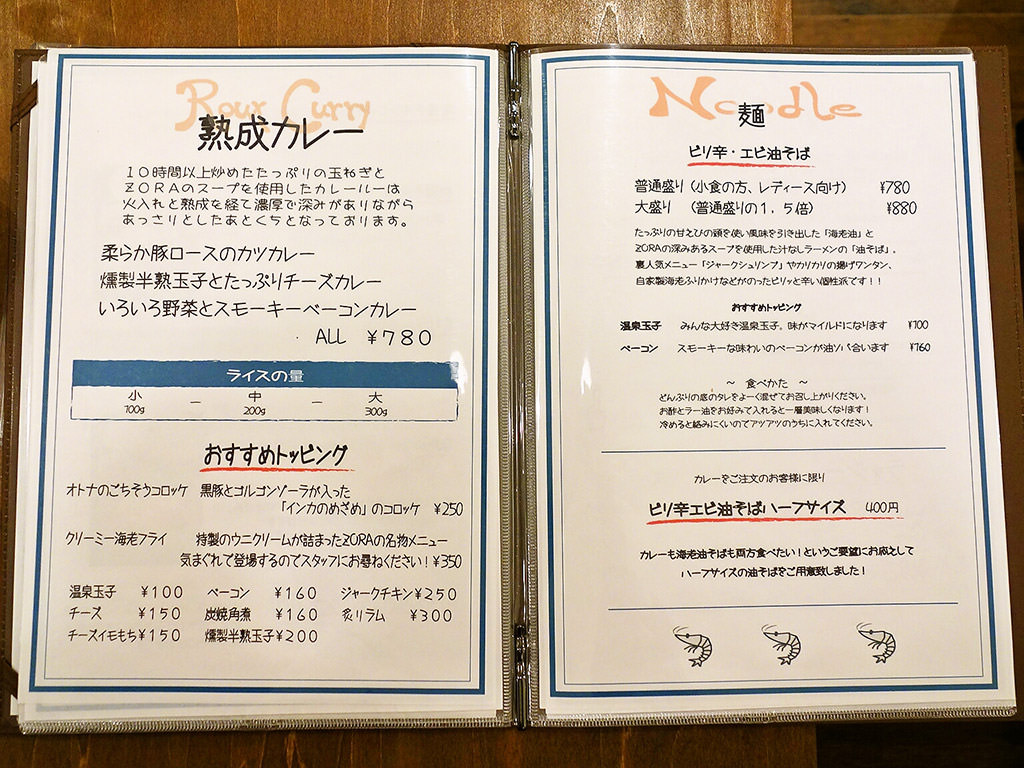 Roux Curry
熟成カレー
10時間以上炒めたたっぷりの玉ねぎと
ZORAのスープを使用したカレールーは
火入れと熟成を経て濃厚で深みがありながら
あっさりとしたあとくちとなっております。
柔らか豚ロースのカツカレー
燻製半熟玉子とたっぷりチーズカレー
いろいろ野菜とスモーキーベーコンカレー
ALL ¥780
ライスの量
小 — 中 — 大
100g 200g 300g
おすすめトッピング
オトナのごちそうコロッケ 黒豚とゴルゴンゾーラが入った
「インカのめざめ」のコロッケ ¥250
クリーミー海老フライ 特製のウニクリームが詰まったZORAの名物メニュー
気まぐれで登場するのでスタッフにお尋ねください!¥350
温泉玉子 ¥100 ベーコン ¥160 ジャークチキン¥250
チーズ ¥150 炭焼角煮 ¥160 炙りラム ¥300
チーズイモもち¥150 燻製半熟玉子¥200
Noodle
麺
ピリ辛・エビ油そば
普通盛り(小食の方、レディース向け) ¥780
大盛り (普通盛りの1.5倍) ¥880
たっぷりの甘えびの頭を使い風味を引き出した「海老油」と
ZORAの深みあるスープを使用した汁なしラーメンの「油そば」。
裏人気メニュー「ジャークシュリンプ」やカリカリの揚げワンタン、
自家製海老ふりかけなどがのったピリッと辛い個性派です!!
おすすめトッピング
温泉玉子 みんな大好き温泉玉子。味がマイルドになります ¥100
ベーコン スモーキーな味わいのベーコンが油ソバ合います ¥160
～ 食べかた ～
どんぶりの底のタレをよーく混ぜてお召し上がりください。
お酢とラー油をお好みで入れると一層美味しくなります!
冷めると絡みにくいのでアツアツのうちに入れてください。
カレーをご注文のお客様に限り
ピリ辛エビ油そばハーフサイズ 400円
カレーも海老油そばも両方食べたい!というご要望にお応えして
ハーフサイズの油そばをご用意致しました!